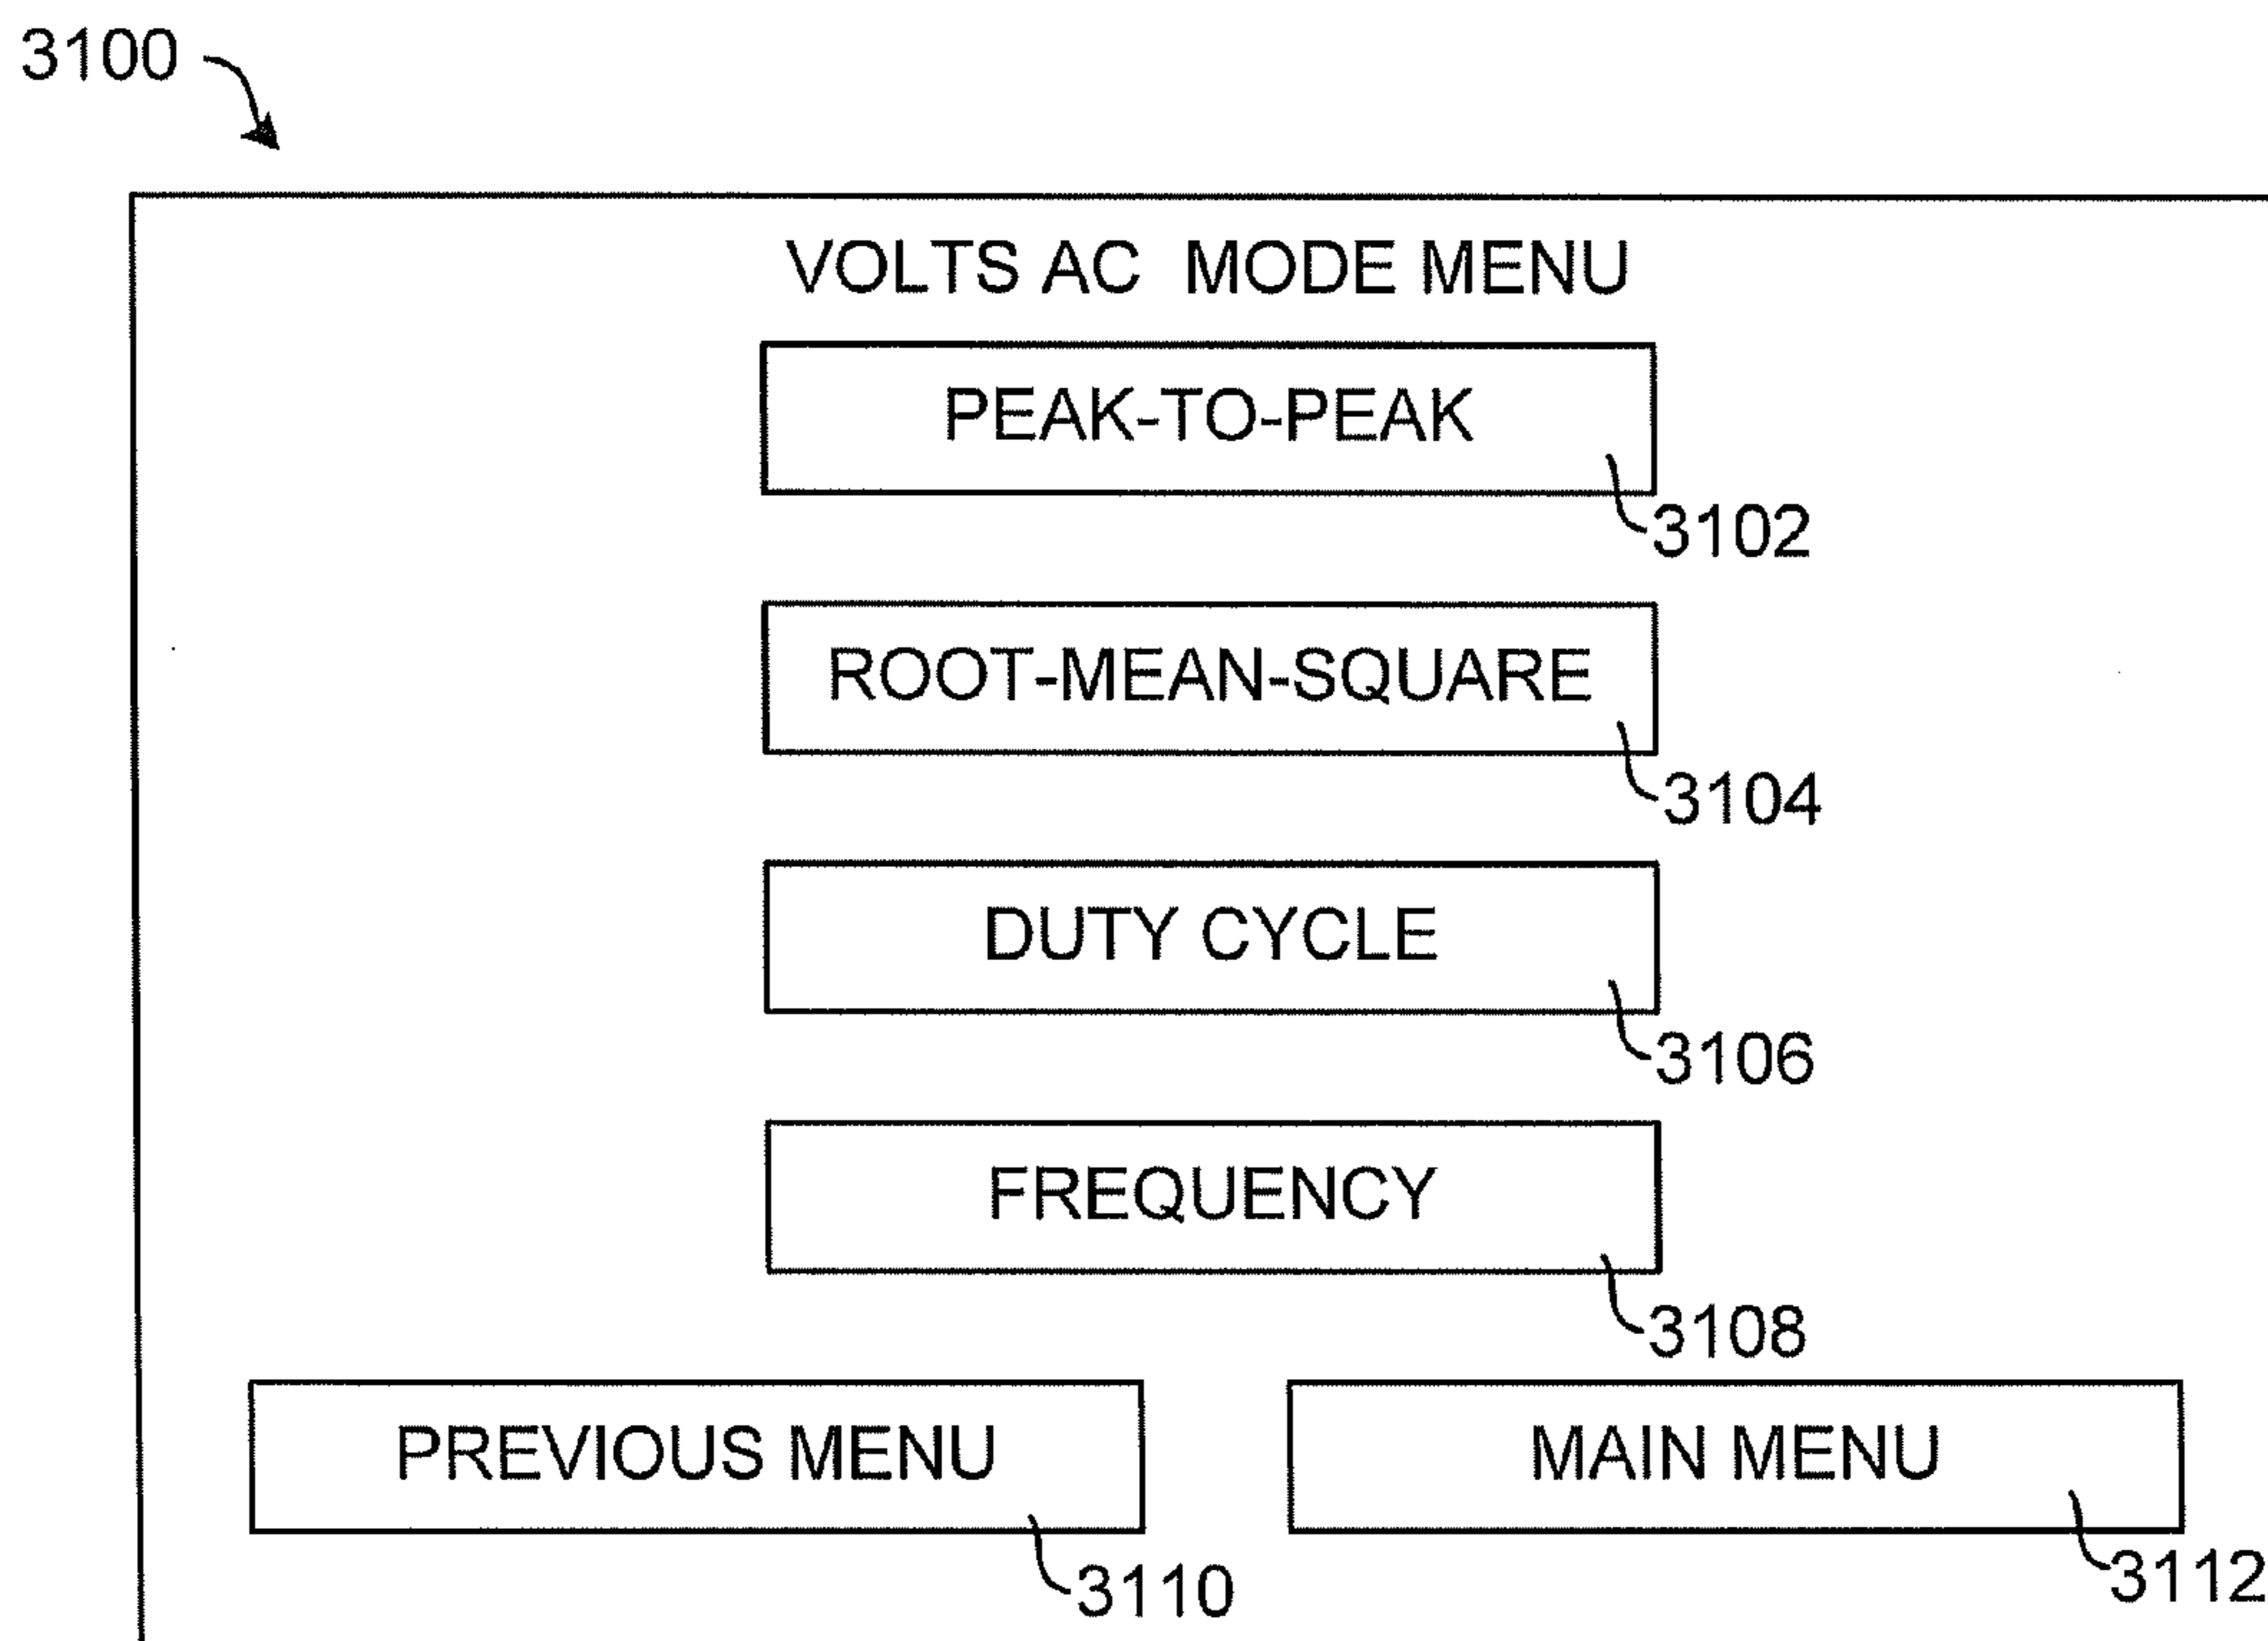 3100
VOLTS AC MODE MENU
PEAK-TO-PEAK
3102
ROOT-MEAN-SQUARE
3104
DUTY CYCLE
3106
FREQUENCY
3108
PREVIOUS MENU
MAIN MENU
3110
3112